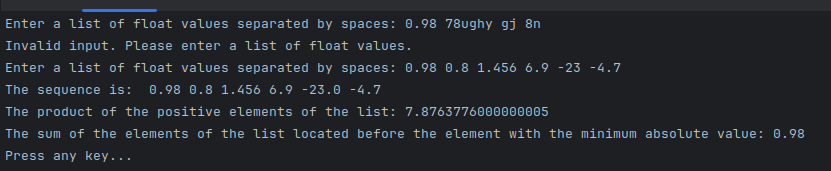 Enter a list of float values separated by spaces: 0.98 78ughy gj 8n
Invalid input. Please enter a list of float values.
Enter a list of float values separated by spaces: 0.98 0.8 1.456 6.9 -23 -4.7
The sequence is:  0.98 0.8 1.456 6.9 -23.0 -4.7
The product of the positive elements of the list: 7.8763776000000005
The sum of the elements of the list located before the element with the minimum absolute value: 0.98
Press any key...